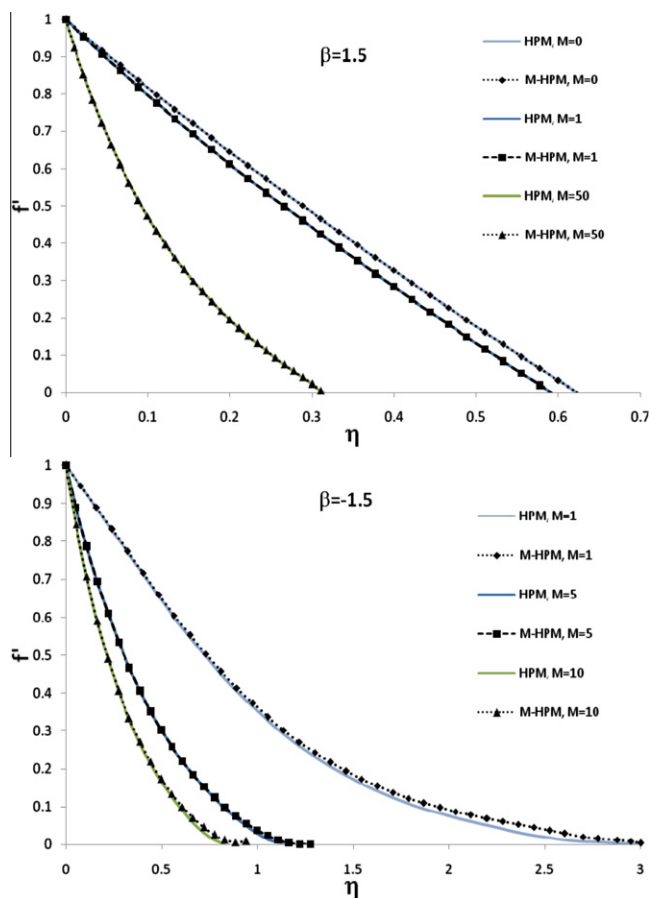 β=1.5
f'
1
0.9
0.8
0.7
0.6
0.5
0.4
0.3
0.2
0.1
0
0
0.1
0.2
0.3
0.4
0.5
0.6
0.7
η
HPM, M=0
M-HPM, M=0
HPM, M=1
M-HPM, M=1
HPM, M=50
M-HPM, M=50
β=-1.5
f'
1
0.9
0.8
0.7
0.6
0.5
0.4
0.3
0.2
0.1
0
0
0.5
1
1.5
2
2.5
3
η
HPM, M=1
M-HPM, M=1
HPM, M=5
M-HPM, M=5
HPM, M=10
M-HPM, M=10